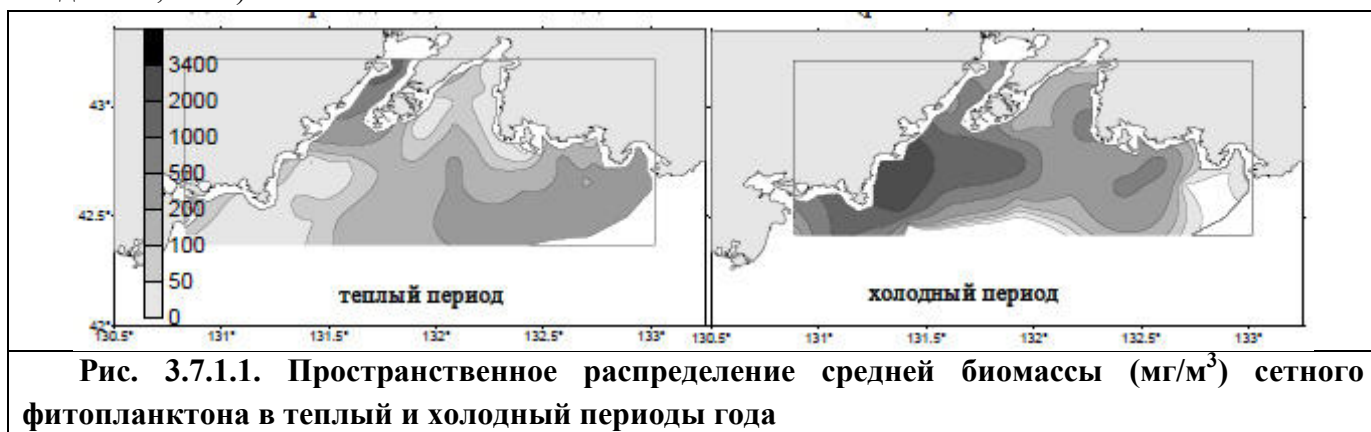 3400
2000
1000
500
200
100
50
0
43°
42.5°
42°
теплый период
холодный период
130.5° 131° 131.5° 132° 132.5° 133° 130.5° 131° 131.5° 132° 132.5° 133°
Рис. 3.7.1.1. Пространственное распределение средней биомассы (мг/м³) сетного
фитопланктона в теплый и холодный периоды года